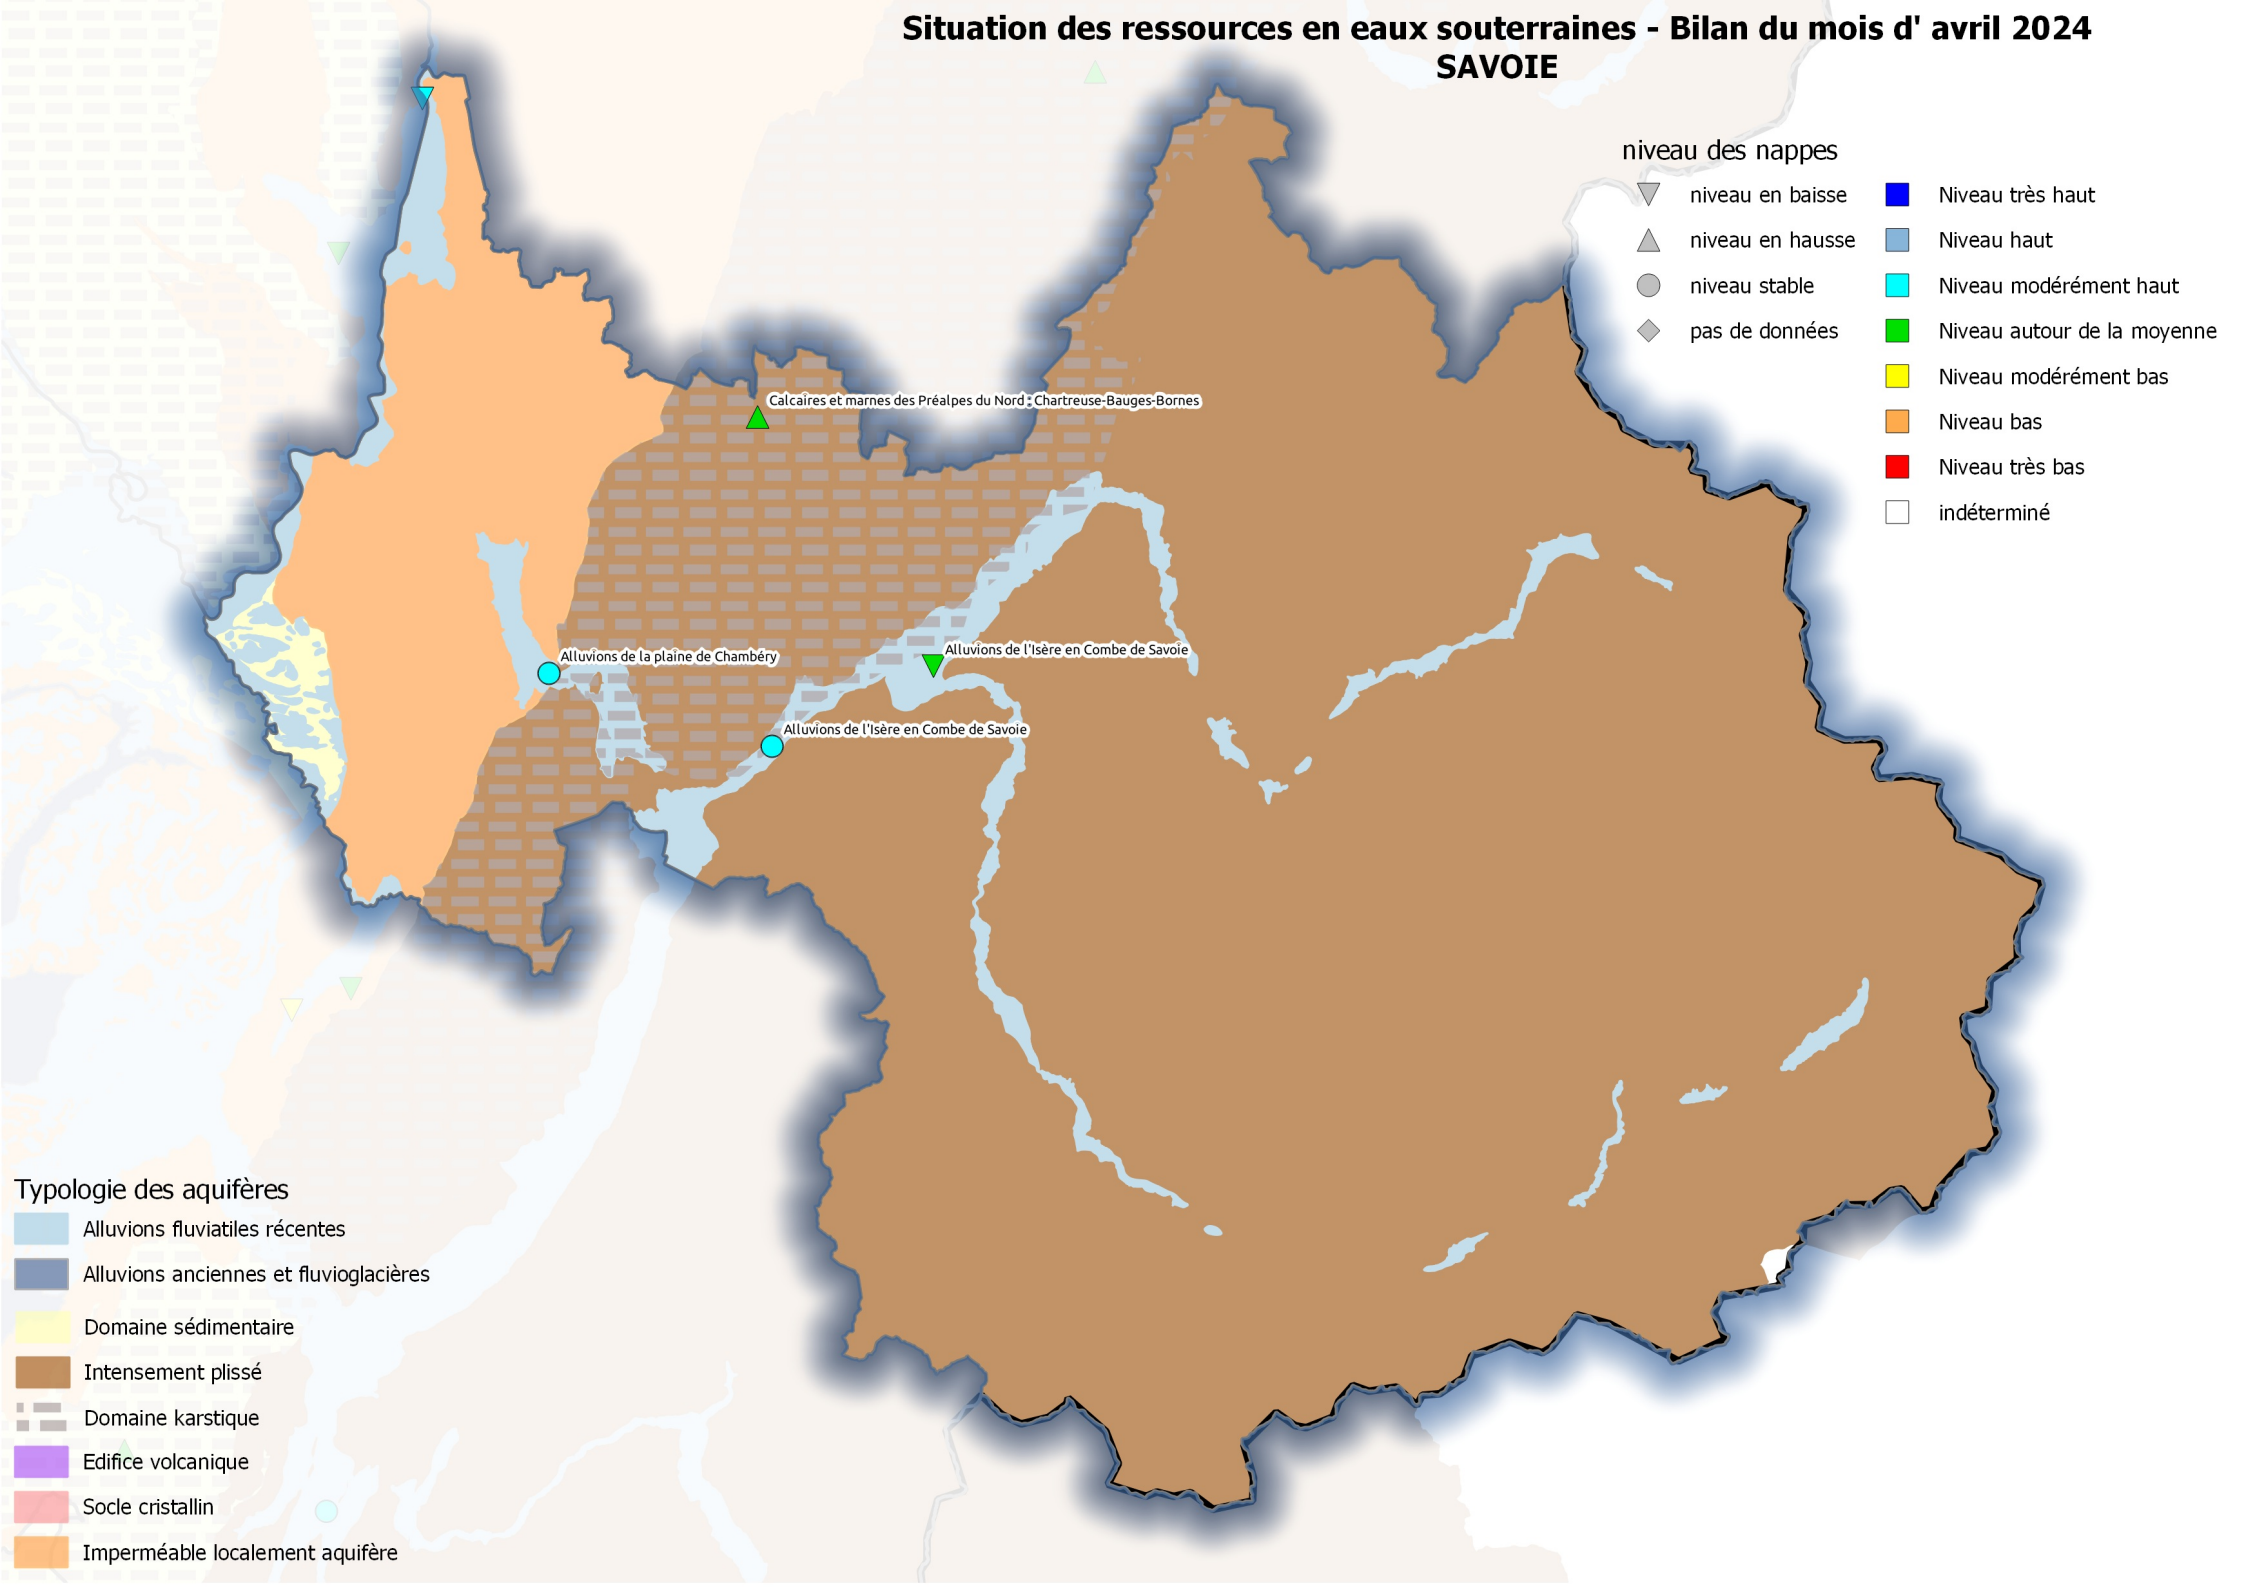 Situation des ressources en eaux souterraines - Bilan du mois d' avril 2024
SAVOIE
niveau des nappes
niveau en baisse
niveau en hausse
niveau stable
pas de données
Niveau très haut
Niveau haut
Niveau modérément haut
Niveau autour de la moyenne
Niveau modérément bas
Niveau bas
Niveau très bas
indéterminé
Calcaires et marnes des Préalpes du Nord : Chartreuse-Bauges-Bornes
Alluvions de la plaine de Chambéry
Alluvions de l'Isère en Combe de Savoie
Alluvions de l'Isère en Combe de Savoie
Typologie des aquifères
Alluvions fluviatiles récentes
Alluvions anciennes et fluvioglacières
Domaine sédimentaire
Intensement plissé
Domaine karstique
Edifice volcanique
Socle cristallin
Imperméable localement aquifère